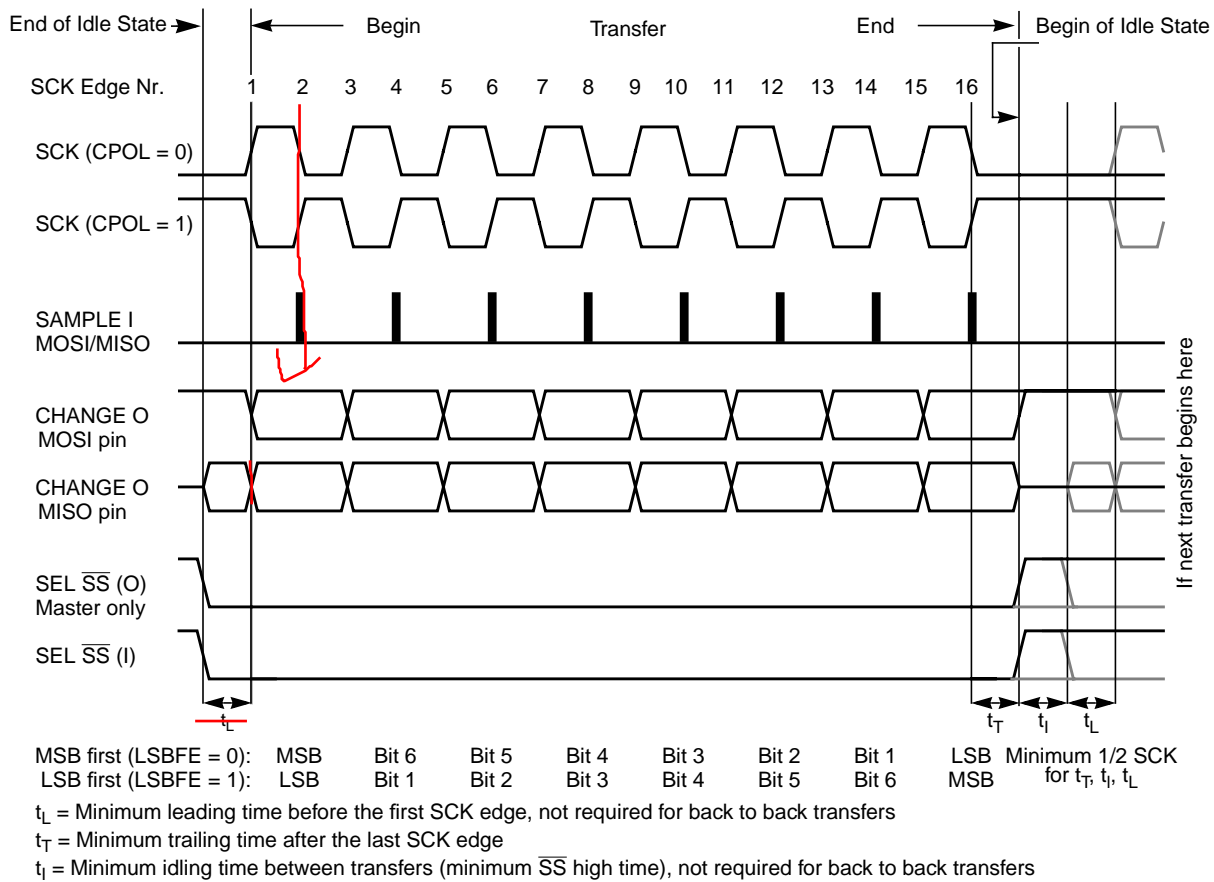 End of Idle State Begin Transfer End Begin of Idle State
SCK Edge Nr. 1 2 3 4 5 6 7 8 9 10 11 12 13 14 15 16
SCK (CPOL = 0)
SCK (CPOL = 1)
SAMPLE I
MOSI/MISO
CHANGE O
MOSI pin
CHANGE O
MISO pin
SEL SS (O)
Master only
SEL SS (I)
If next transfer begins here
tL tT tI tL
MSB first (LSBFE = 0): MSB Bit 6 Bit 5 Bit 4 Bit 3 Bit 2 Bit 1 LSB Minimum 1/2 SCK
LSB first (LSBFE = 1): LSB Bit 1 Bit 2 Bit 3 Bit 4 Bit 5 Bit 6 MSB for tT, tI, tL
tL = Minimum leading time before the first SCK edge, not required for back to back transfers
tT = Minimum trailing time after the last SCK edge
tI = Minimum idling time between transfers (minimum SS high time), not required for back to back transfers